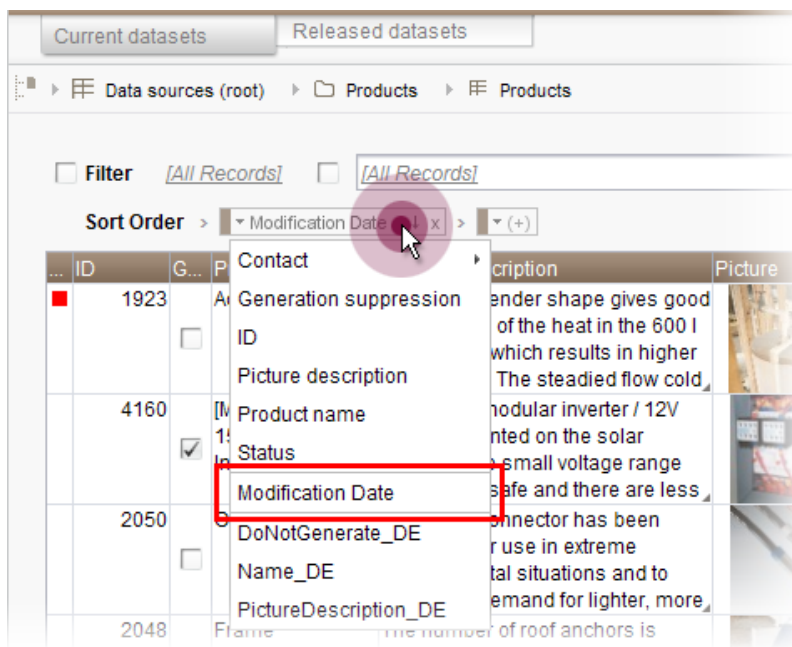 Current datasets
Released datasets
Data sources (root)
Products
Products
Filter
[All Records]
[All Records]
Sort Order > Modification Date ↓ x > (+)
... ID G... P cription Picture
Contact
Generation suppression
ID
Picture description
Product name
Status
Modification Date
DoNotGenerate_DE
Name_DE
PictureDescription_DE
1923
ender shape gives good
of the heat in the 600 l
which results in higher
The steadied flow cold
4160
nodular inverter / 12V
nted on the solar
small voltage range
safe and there are less
2050
nnector has been
r use in extreme
tal situations and to
emand for lighter, more
2048 Frame The number of roof anchors is